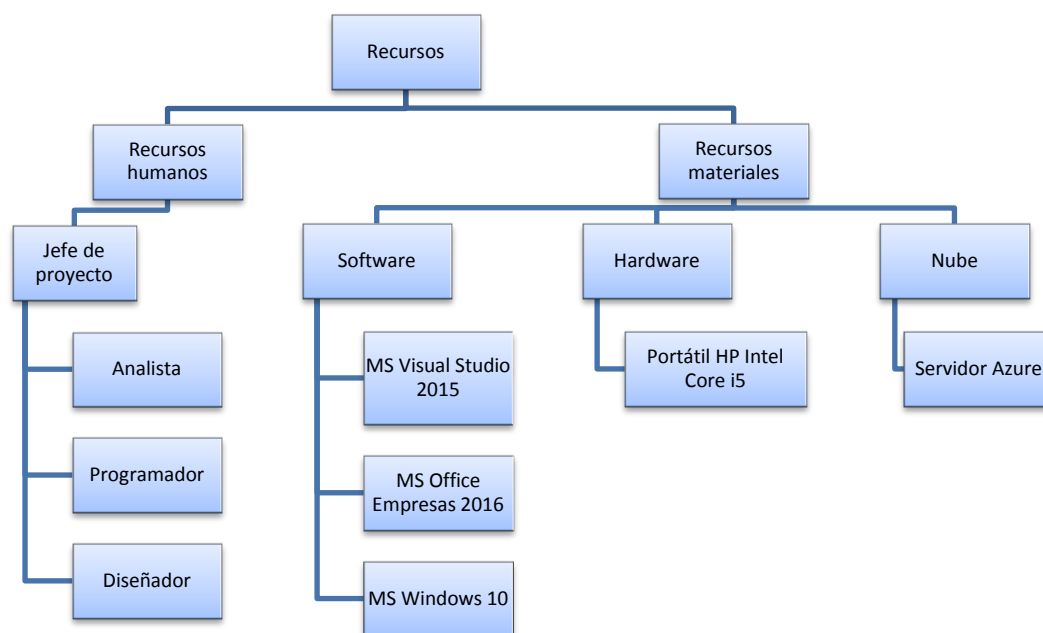 Recursos
Recursos
humanos
Recursos
materiales
Jefe de
proyecto
Software
Hardware
Nube
Analista
MS Visual Studio
2015
Portátil HP Intel
Core i5
Servidor Azure
Programador
MS Office
Empresas 2016
Diseñador
MS Windows 10